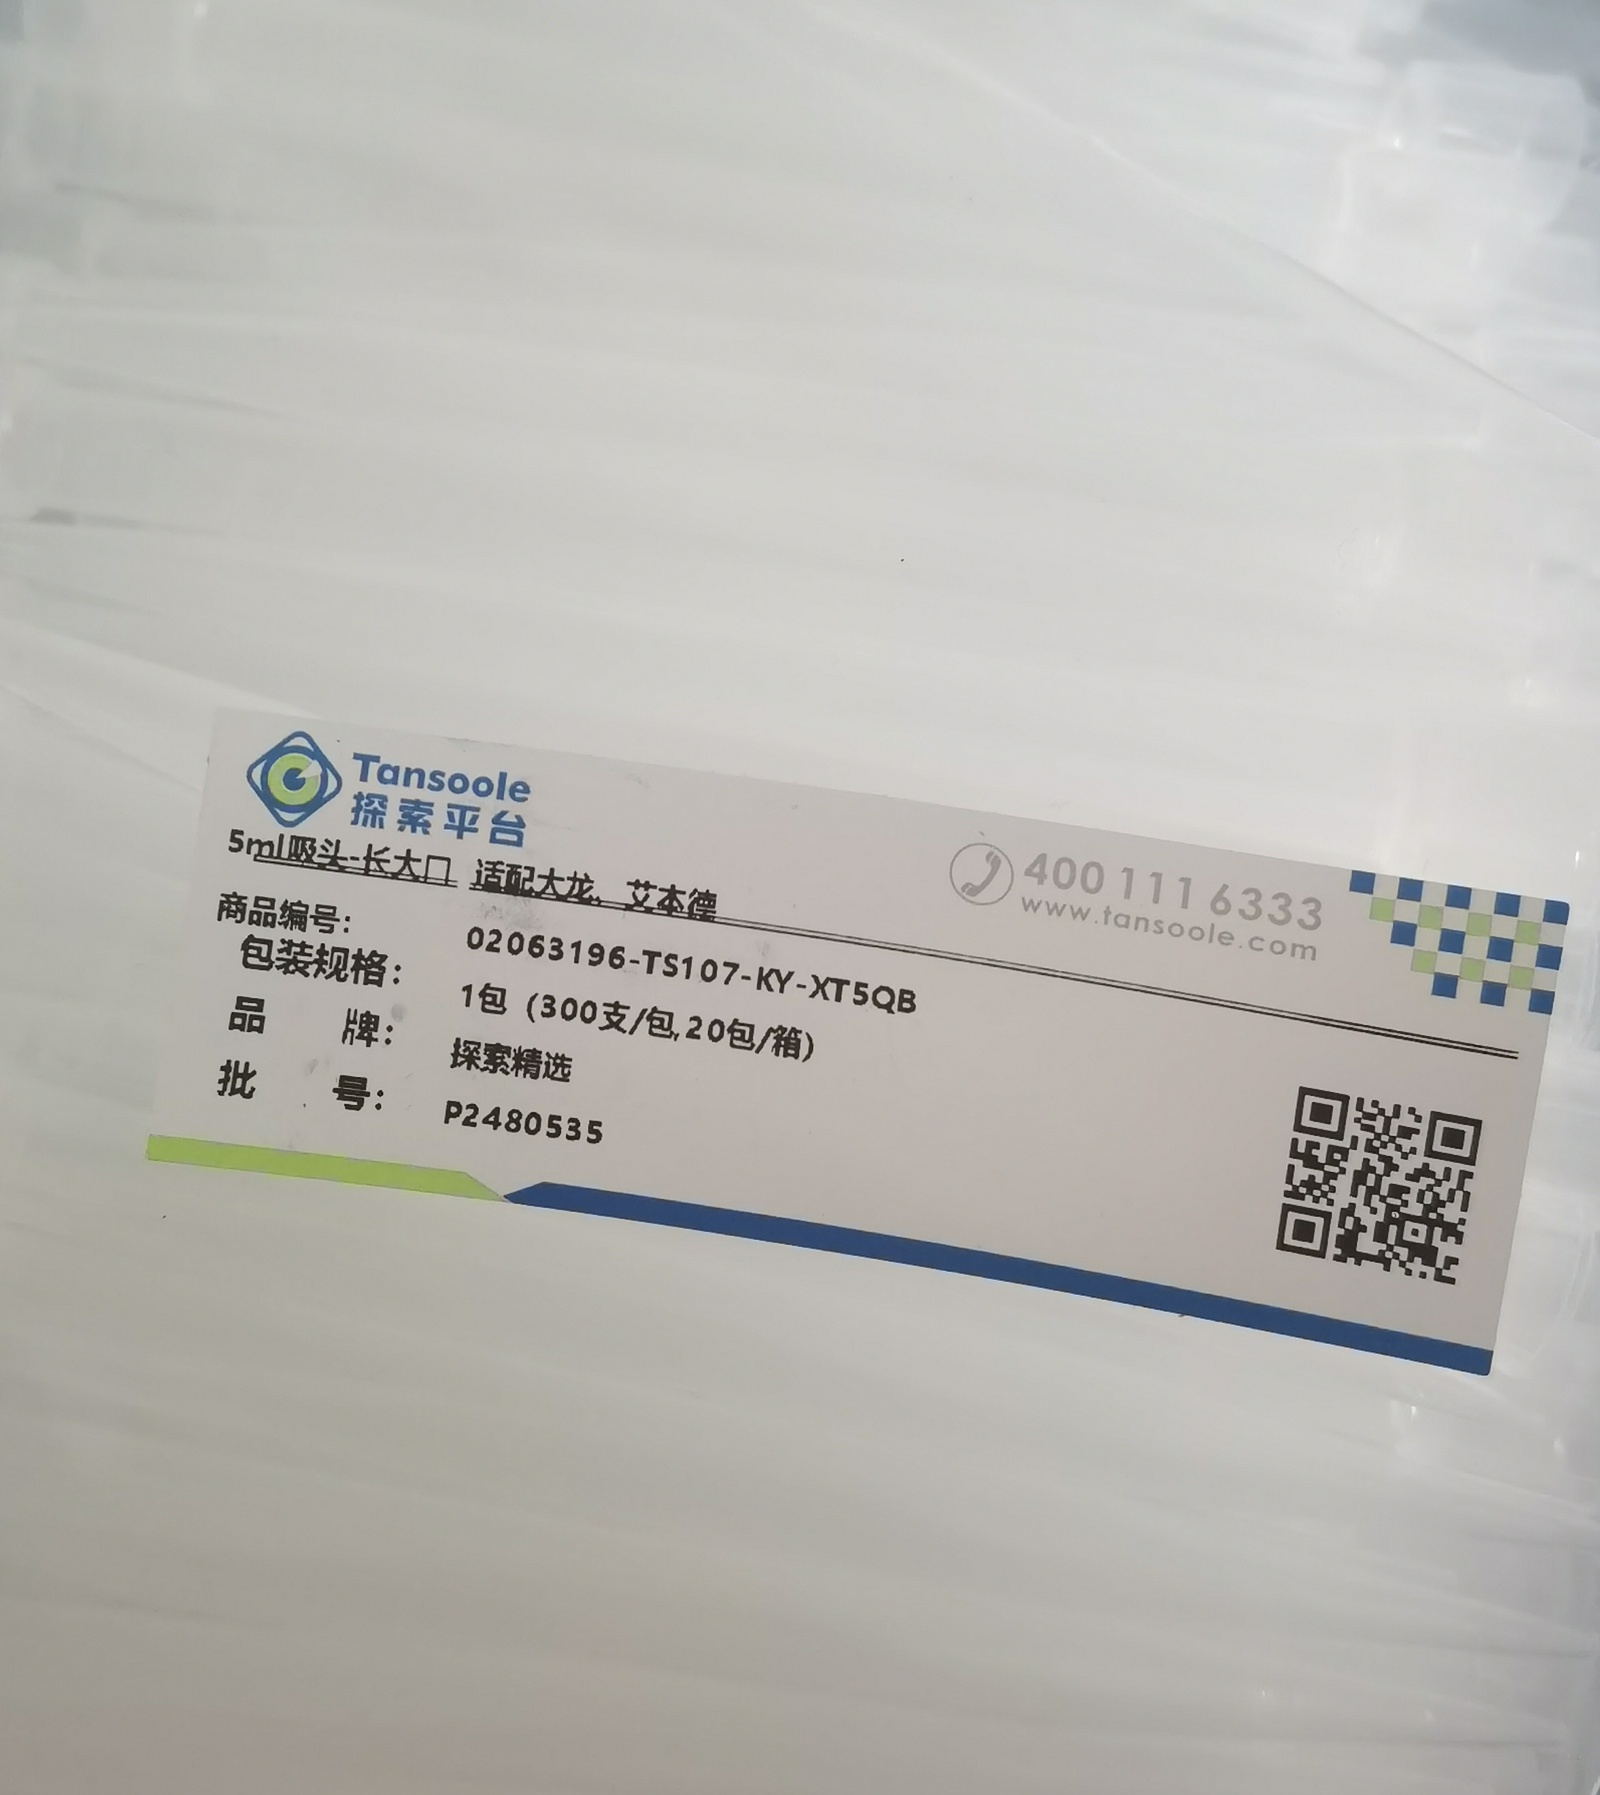 Tansoole
探索平台
400 111 6333
www.tansoole.com
5ml吸头-长大口 适配大龙、艾本德
商品编号： 02063196-TS107-KY-XT5QB
包装规格： 1包（300支/包,20包/箱）
品 牌： 探索精选
批 号： P2480535